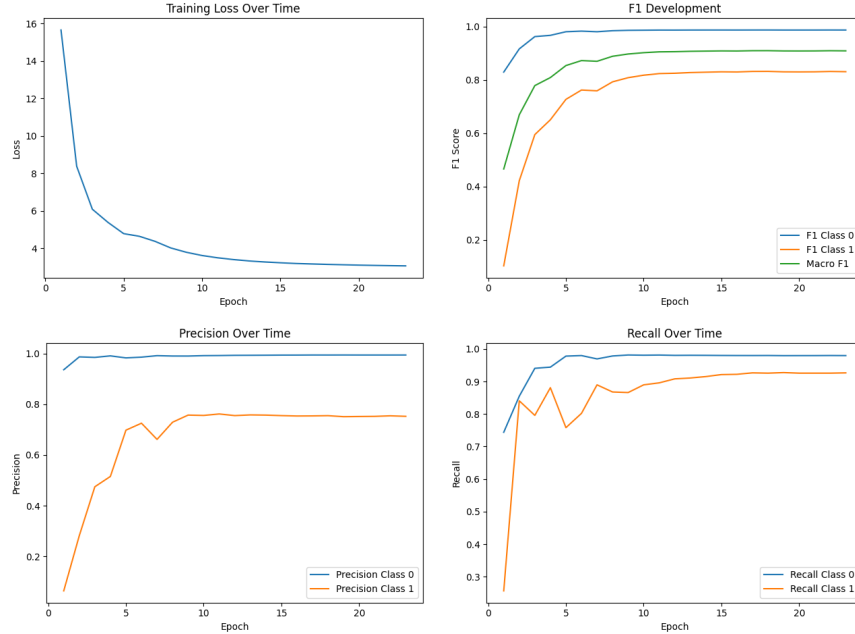 Training Loss Over Time
16
14
12
10
8
6
4
Loss
0
5
10
15
20
Epoch
F1 Development
1.0
0.8
0.6
0.4
0.2
F1 Score
F1 Class 0
F1 Class 1
Macro F1
0
5
10
15
20
Epoch
Precision Over Time
1.0
0.8
0.6
0.4
0.2
Precision
Precision Class 0
Precision Class 1
0
5
10
15
20
Epoch
Recall Over Time
1.0
0.9
0.8
0.7
0.6
0.5
0.4
0.3
Recall
Recall Class 0
Recall Class 1
0
5
10
15
20
Epoch